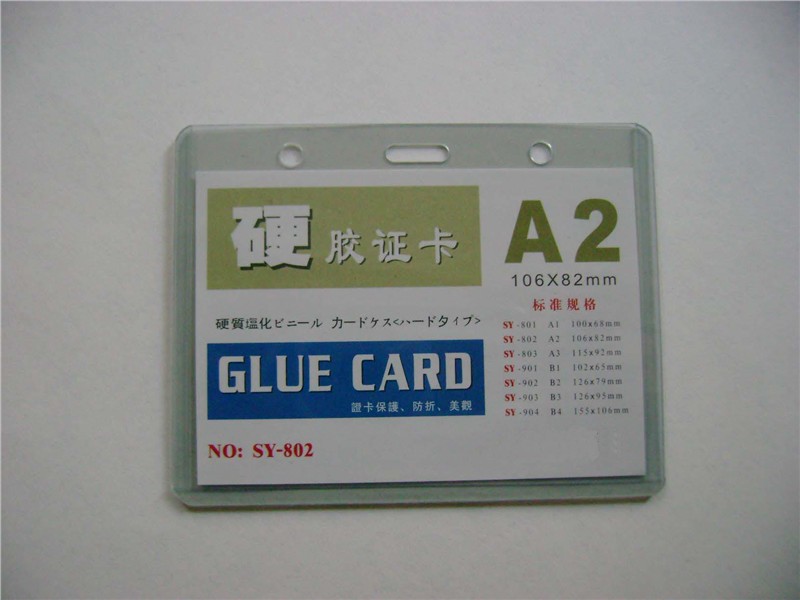 硬胶证卡
A2
106X82mm
标准规格
硬質塩化ビニール カードケス<ハードタイプ>
SY-801 A1 100x68mm
SY-802 A2 106x82mm
SY-803 A3 115x92mm
SY-901 B1 102x65mm
SY-902 B2 126x79mm
SY-903 B3 126x95mm
SY-904 B4 155x106mm
GLUE CARD
證卡保護、防折、美觀
NO: SY-802